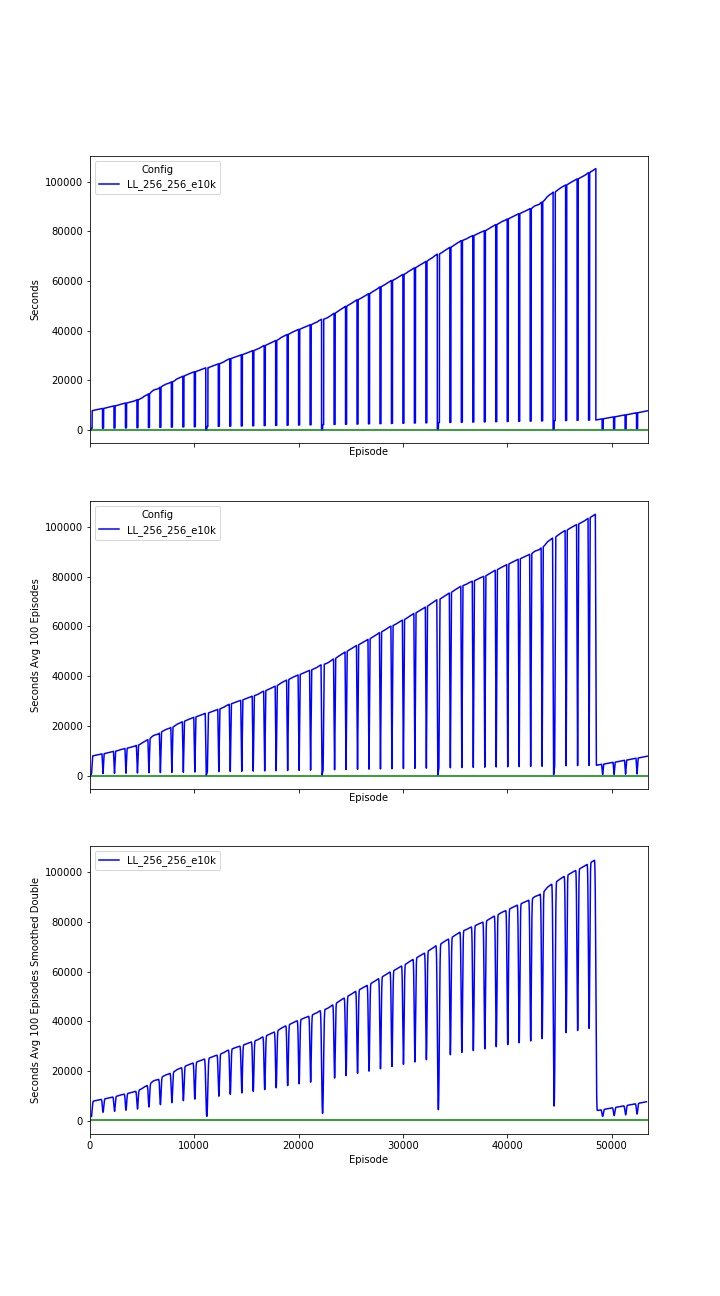 Config
LL_256_256_e10k
100000
80000
60000
40000
20000
0
Seconds
Episode
Config
LL_256_256_e10k
100000
80000
60000
40000
20000
0
Seconds Avg 100 Episodes
Episode
LL_256_256_e10k
100000
80000
60000
40000
20000
0
Seconds Avg 100 Episodes Smoothed Double
0 10000 20000 30000 40000 50000
Episode